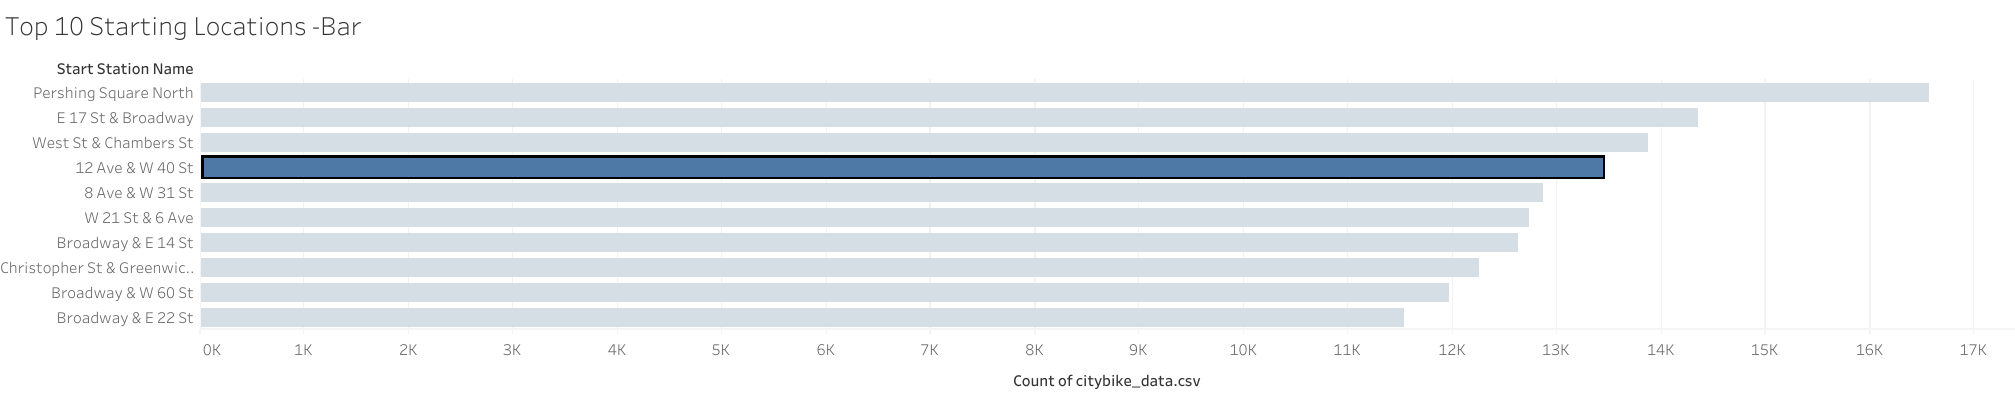 Top 10 Starting Locations -Bar
Start Station Name
Pershing Square North
E 17 St & Broadway
West St & Chambers St
12 Ave & W 40 St
8 Ave & W 31 St
W 21 St & 6 Ave
Broadway & E 14 St
Christopher St & Greenwic..
Broadway & W 60 St
Broadway & E 22 St
0K 1K 2K 3K 4K 5K 6K 7K 8K 9K 10K 11K 12K 13K 14K 15K 16K 17K
Count of citybike_data.csv